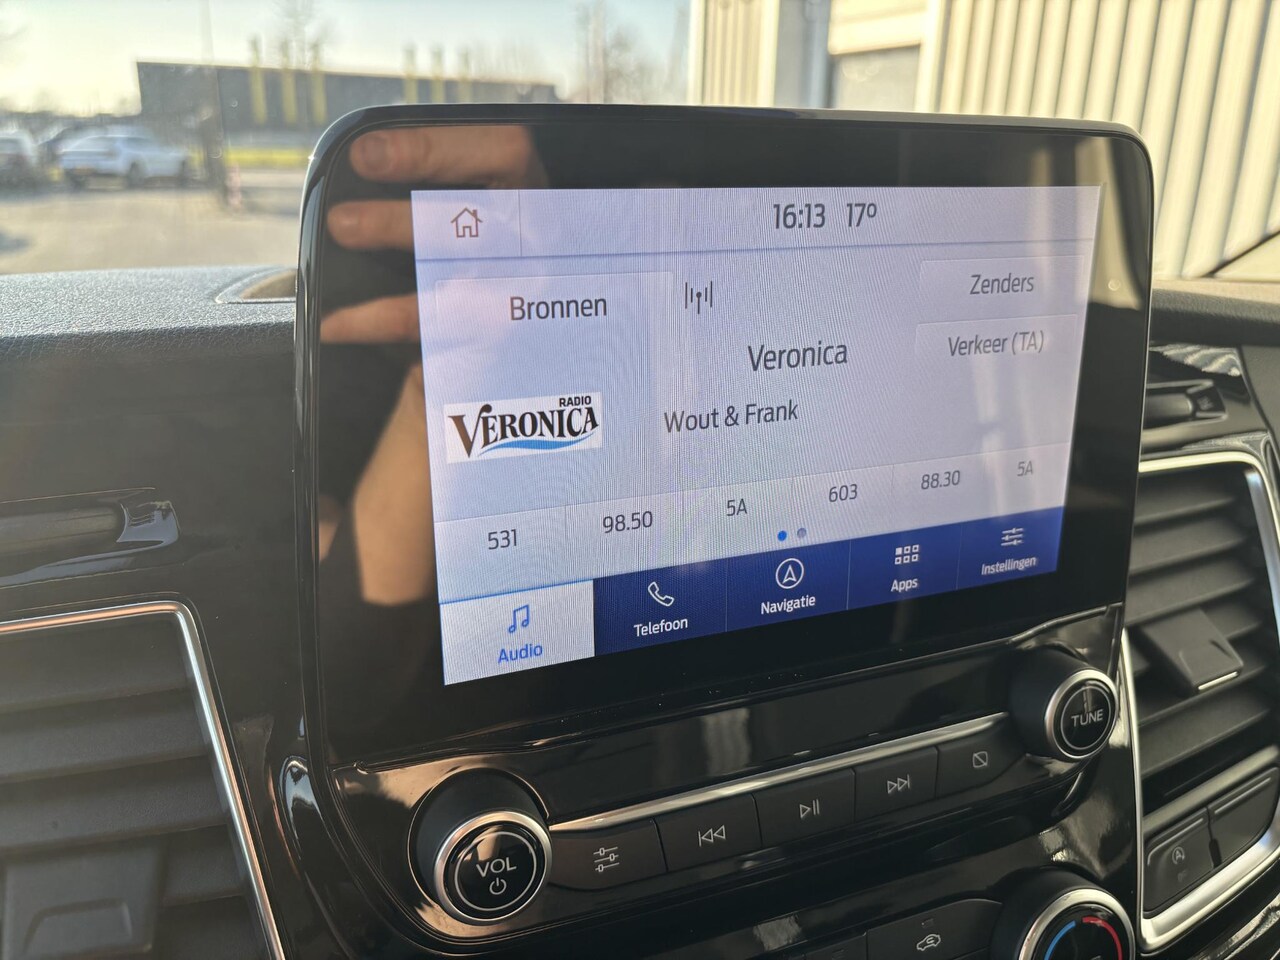 16:13 17°
Bronnen
Zenders
Verkeer (TA)
Veronica
RADIO
VERONICA
Wout & Frank
531 98.50 5A 603 88.30 5A
Audio
Telefoon
Navigatie
Apps
Instellingen
VOL
TUNE